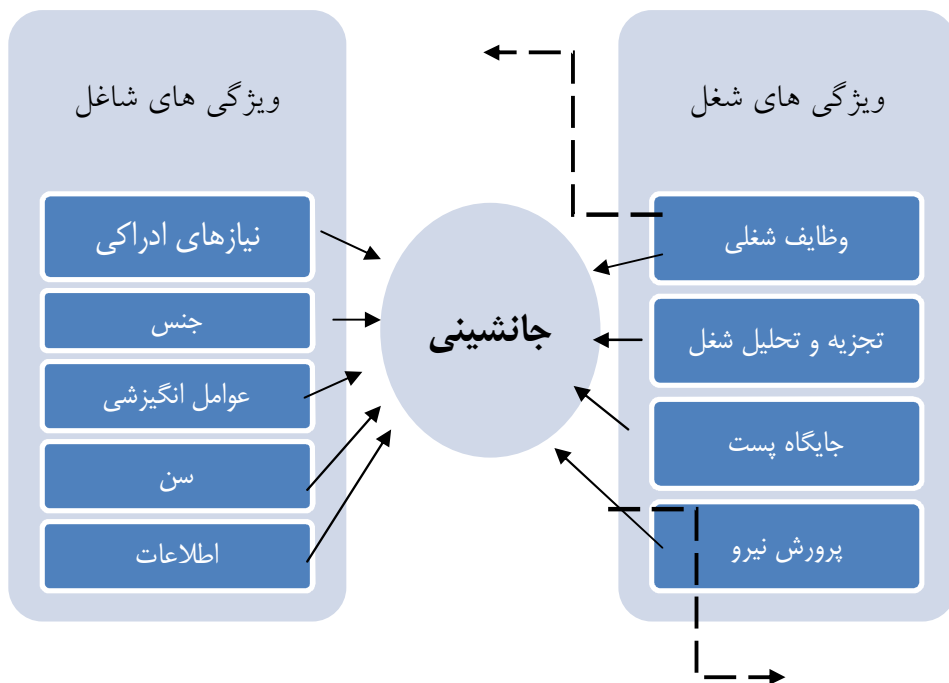 ویژگی های شغل
وظایف شغلی
تجزیه و تحلیل شغل
جایگاه پست
پرورش نیرو
جانشینی
ویژگی های شاغل
نیازهای ادراکی
جنس
عوامل انگیزشی
سن
اطلاعات